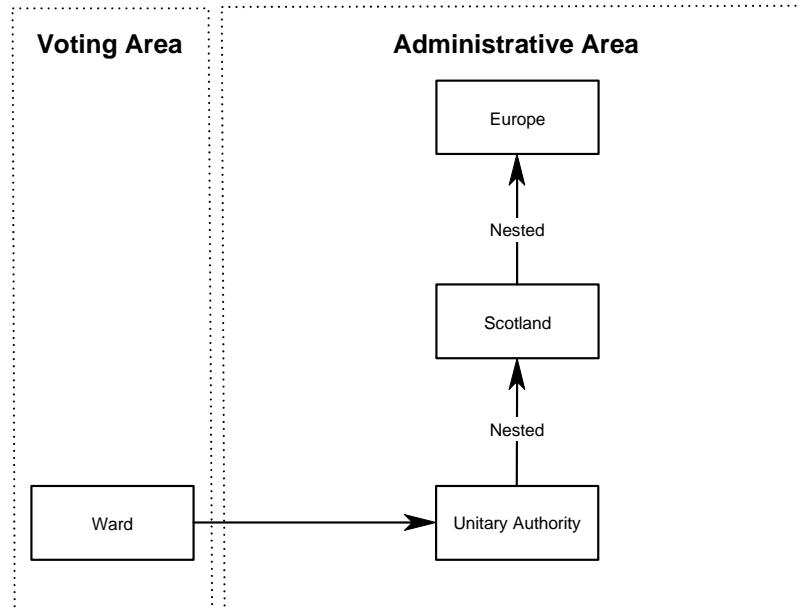 Voting Area
Administrative Area
Europe
Nested
Scotland
Nested
Ward
Unitary Authority